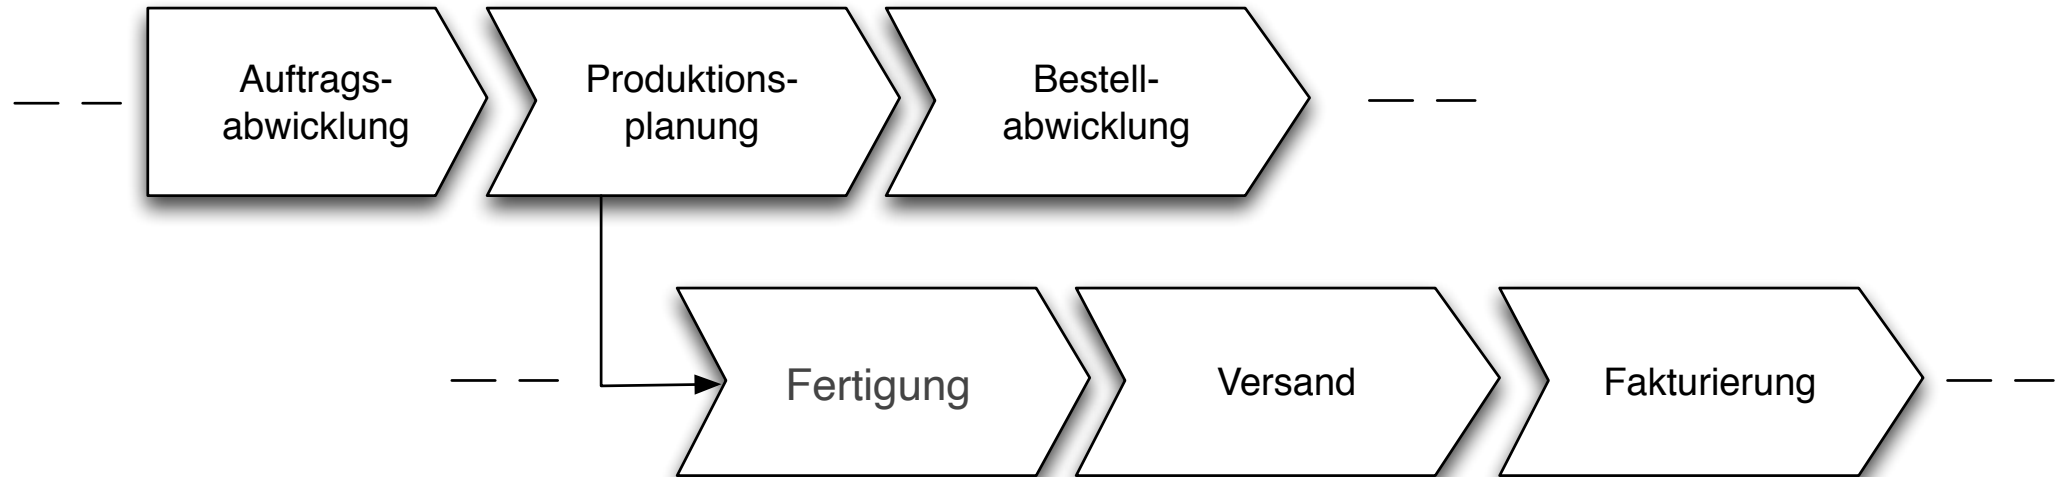 Auftrags-
abwicklung
Produktions-
planung
Bestell-
abwicklung
Fertigung
Versand
Fakturierung